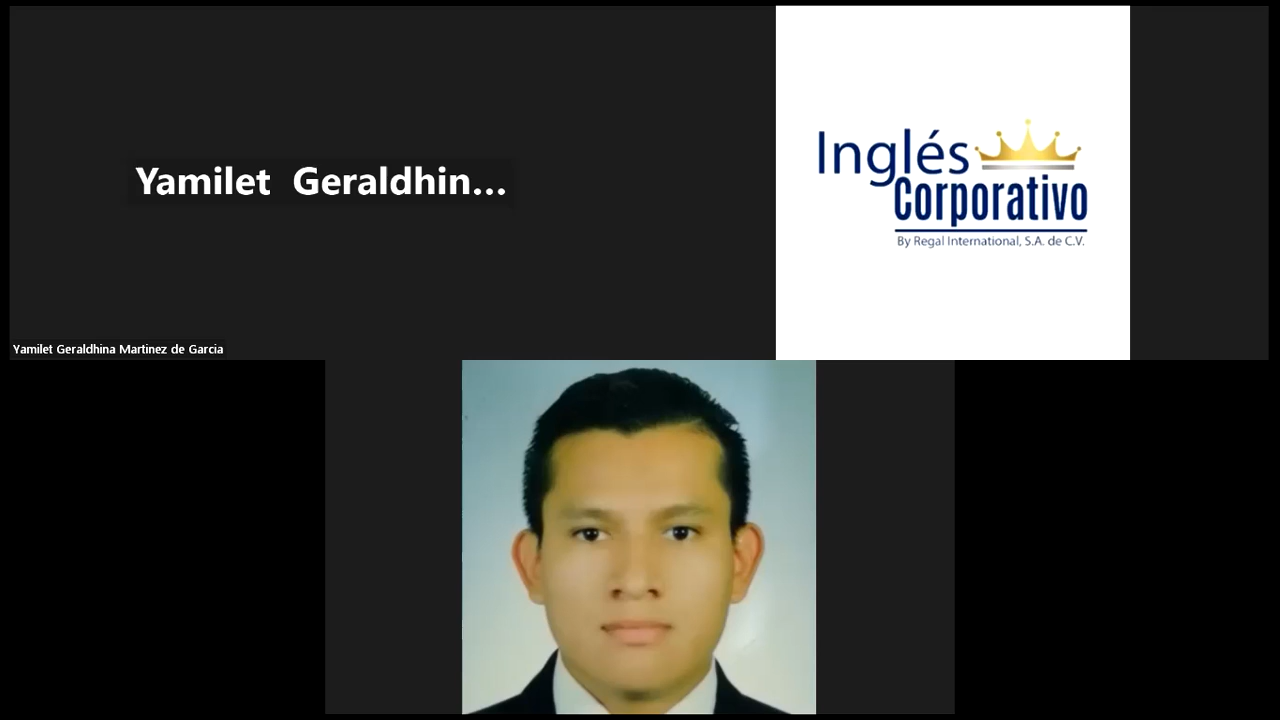 Yamilet Geraldhin...
Inglés
Corporativo
By Regal International, S.A. de C.V.
Yamilet Geraldhina Martinez de Garcia